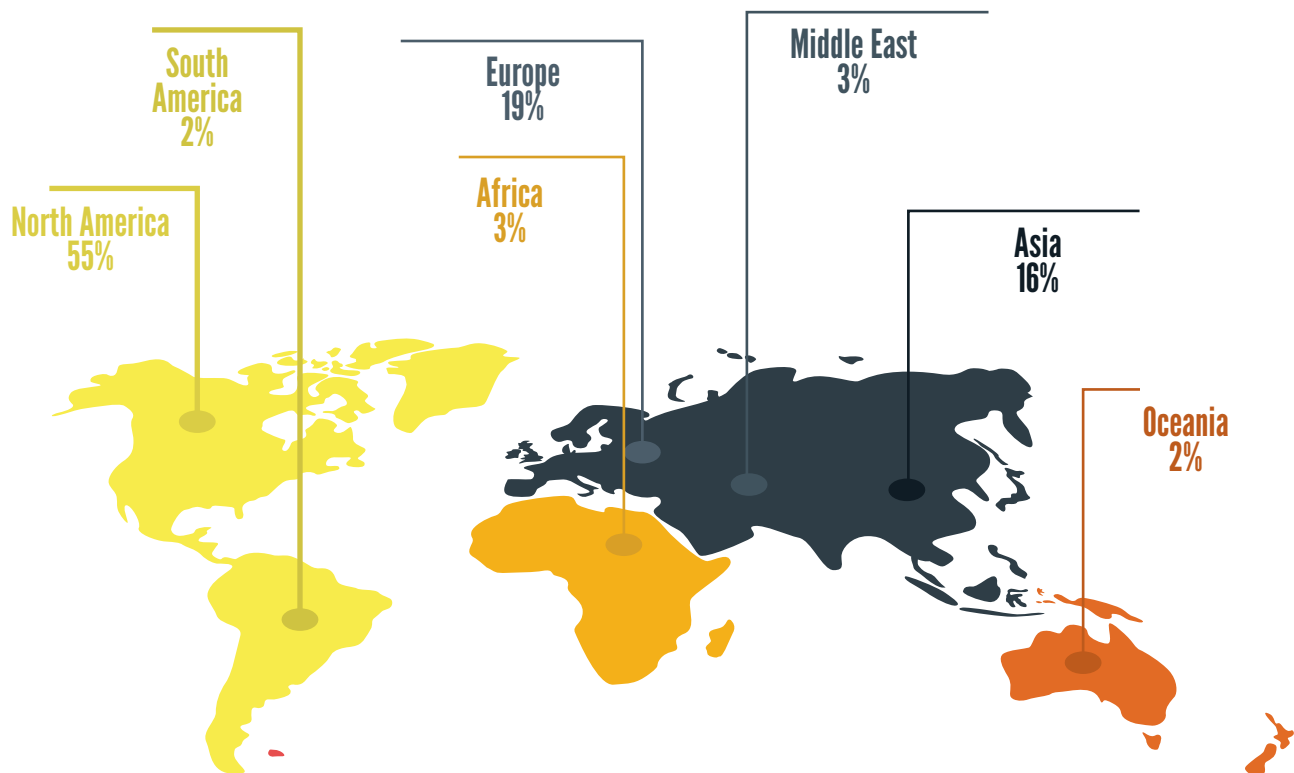 South
America
2%
North America
55%
Europe
19%
Africa
3%
Middle East
3%
Asia
16%
Oceania
2%